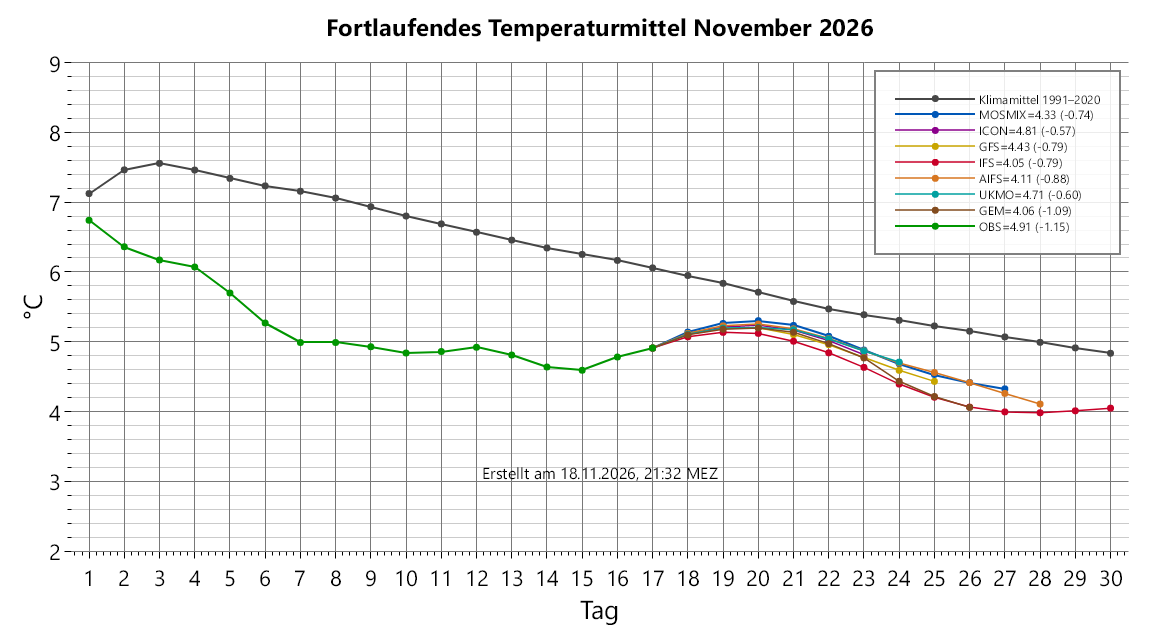 Fortlaufendes Temperaturmittel November 2026
9
8
7
6
5
4
3
2
°C
Klimamittel 1991–2020
MOSMIX=4.33 (-0.74)
ICON=4.81 (-0.57)
GFS=4.43 (-0.79)
IFS=4.05 (-0.79)
AIFS=4.11 (-0.88)
UKMO=4.71 (-0.60)
GEM=4.06 (-1.09)
OBS=4.91 (-1.15)
Erstellt am 18.11.2026, 21:32 MEZ
1 2 3 4 5 6 7 8 9 10 11 12 13 14 15 16 17 18 19 20 21 22 23 24 25 26 27 28 29 30
Tag